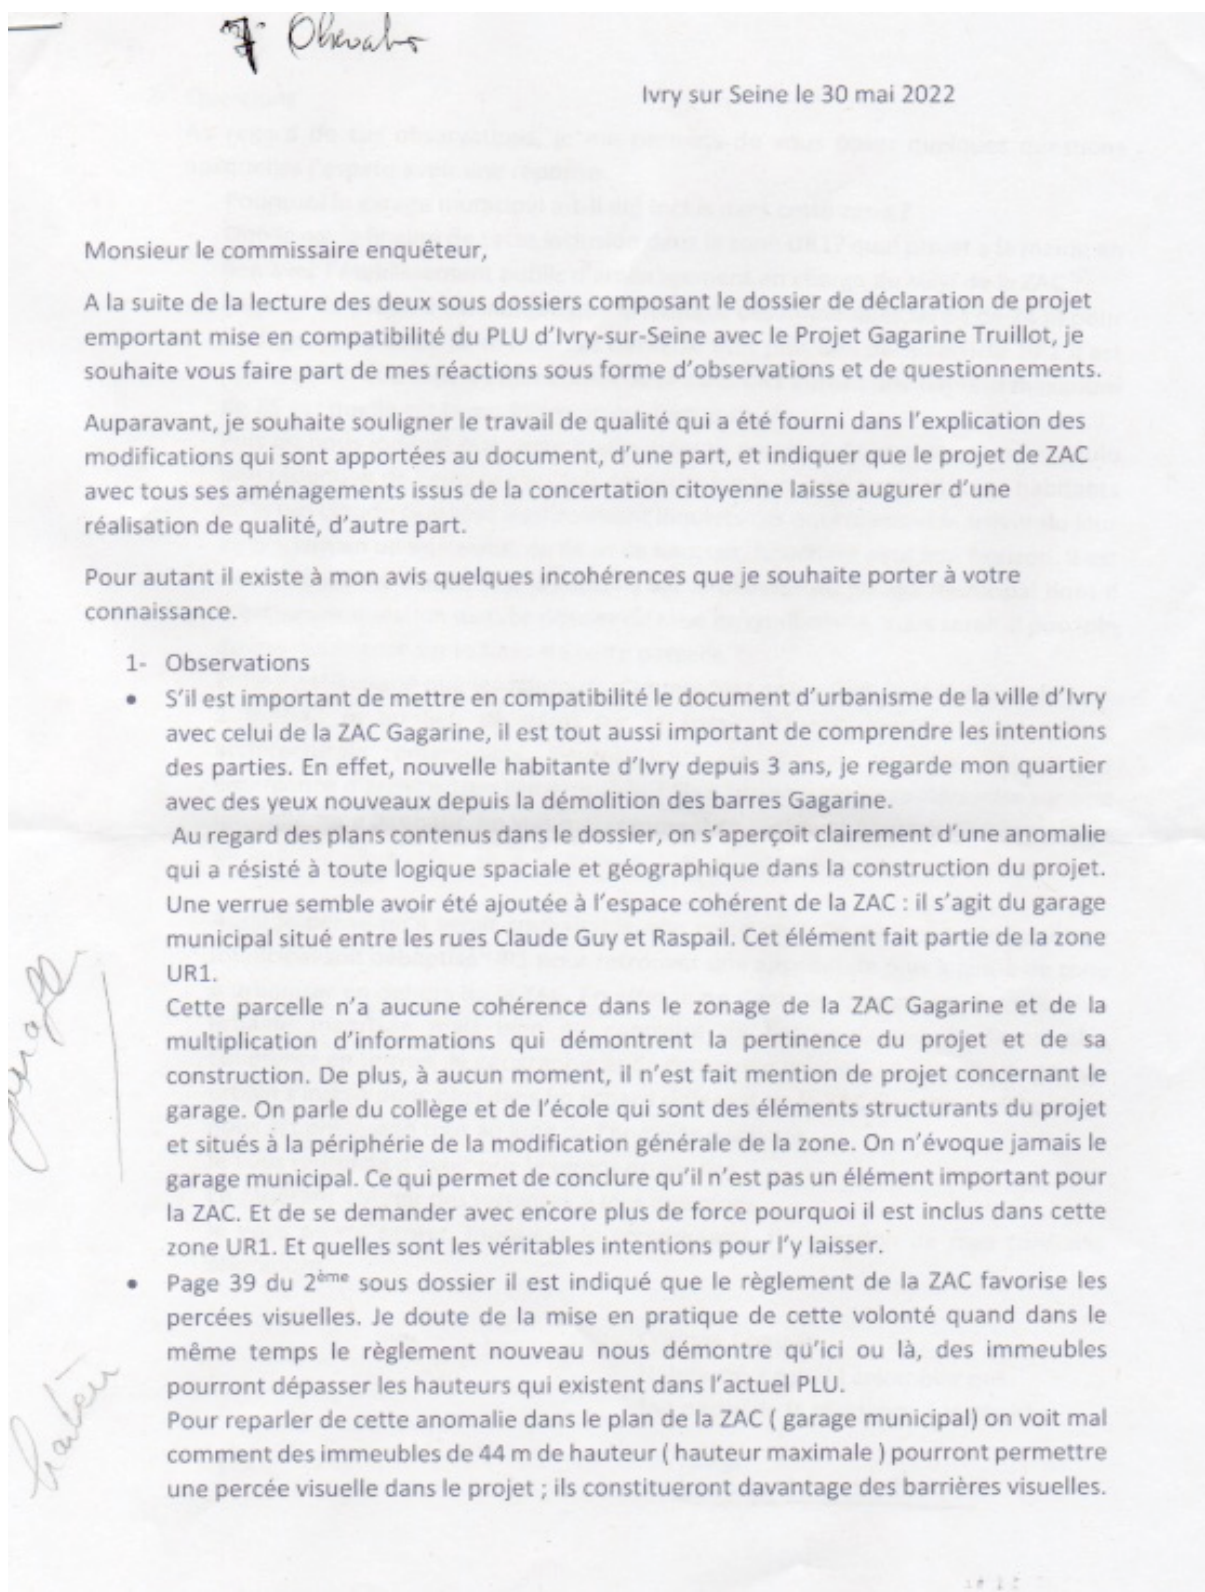 Ivry sur Seine le 30 mai 2022
Monsieur le commissaire enquêteur,
A la suite de la lecture des deux sous dossiers composant le dossier de déclaration de projet
emportant mise en compatibilité du PLU d'Ivry-sur-Seine avec le Projet Gagarine Truillot, je
souhaite vous faire part de mes réactions sous forme d'observations et de questionnements.
Auparavant, je souhaite souligner le travail de qualité qui a été fourni dans l'explication des
modifications qui sont apportées au document, d'une part, et indiquer que le projet de ZAC
avec tous ses aménagements issus de la concertation citoyenne laisse augurer d'une
réalisation de qualité, d'autre part.
Pour autant il existe à mon avis quelques incohérences que je souhaite porter à votre
connaissance.
1- Observations
• S'il est important de mettre en compatibilité le document d'urbanisme de la ville d'Ivry
avec celui de la ZAC Gagarine, il est tout aussi important de comprendre les intentions
des parties. En effet, nouvelle habitante d'Ivry depuis 3 ans, je regarde mon quartier
avec des yeux nouveaux depuis la démolition des barres Gagarine.
Au regard des plans contenus dans le dossier, on s'aperçoit clairement d'une anomalie
qui a résisté à toute logique spaciale et géographique dans la construction du projet.
Une verrue semble avoir été ajoutée à l'espace cohérent de la ZAC : il s'agit du garage
municipal situé entre les rues Claude Guy et Raspail. Cet élément fait partie de la zone
UR1.
Cette parcelle n'a aucune cohérence dans le zonage de la ZAC Gagarine et de la
multiplication d'informations qui démontrent la pertinence du projet et de sa
construction. De plus, à aucun moment, il n'est fait mention de projet concernant le
garage. On parle du collège et de l'école qui sont des éléments structurants du projet
et situés à la périphérie de la modification générale de la zone. On n'évoque jamais le
garage municipal. Ce qui permet de conclure qu'il n'est pas un élément important pour
la ZAC. Et de se demander avec encore plus de force pourquoi il est inclus dans cette
zone UR1. Et quelles sont les véritables intentions pour l'y laisser.
garage
• Page 39 du 2ème sous dossier il est indiqué que le règlement de la ZAC favorise les
percées visuelles. Je doute de la mise en pratique de cette volonté quand dans le
même temps le règlement nouveau nous démontre qu'ici ou là, des immeubles
pourront dépasser les hauteurs qui existent dans l'actuel PLU.
Pour reparler de cette anomalie dans le plan de la ZAC ( garage municipal) on voit mal
comment des immeubles de 44 m de hauteur ( hauteur maximale ) pourront permettre
une percée visuelle dans le projet ; ils constitueront davantage des barrières visuelles.
hauteur